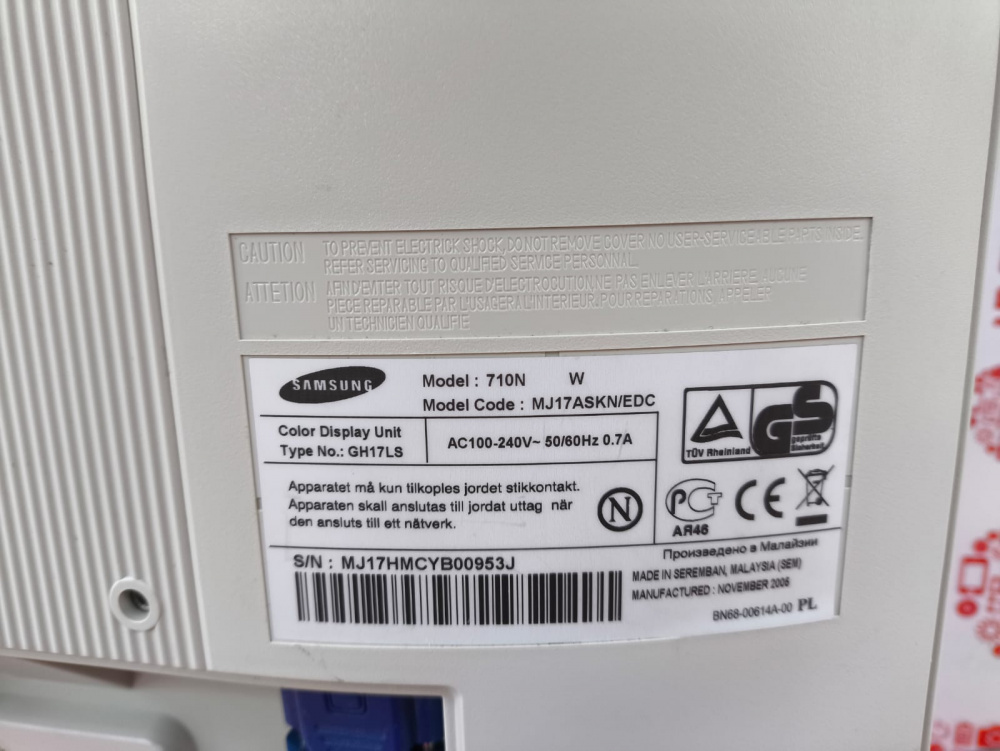 CAUTION TO PREVENT ELECTRICK SHOCK,DO NOT REMOVE COVER NO USER-SERVICEABLE PARTS INSIDE.
REFER SERVICING TO QUALIFIED SERVICE PERSONNAL.
ATTETION AFIN D'EVITER TOUT RISQUE D'ELECTROCUTION,NE PAS ENLEVER L'ARRIERE. AUCUNE
PIECE REPARABLE PAR L'USAGER A L'INTERIEUR. POUR REPARATIONS, APPELER
UN TECHNICIEN QUALIFIE
SAMSUNG
Model : 710N W
Model Code : MJ17ASKN/EDC
Color Display Unit
Type No.: GH17LS
AC100-240V~ 50/60Hz 0.7A
TÜV Rheinland
GS
geprüfte
Sicherheit
Apparatet må kun tilkoples jordet stikkontakt.
Apparaten skall anslutas till jordat uttag när
den ansluts till ett nätverk.
N
РСТ
АЯ46
CE
S/N : MJ17HMCYB00953J
Произведено в Малайзии
MADE IN SEREMBAN, MALAYSIA (SEM)
MANUFACTURED : NOVEMBER 2006
BN68-00614A-00 PL